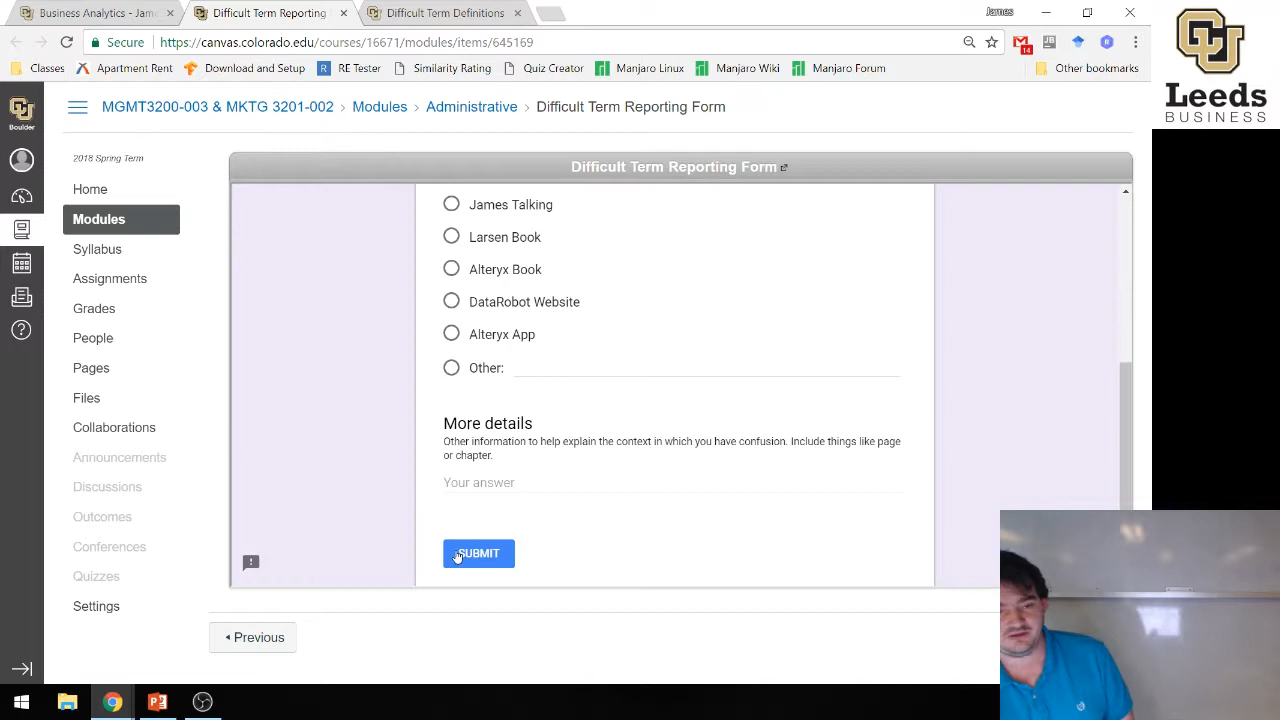 Business Analytics - Jam
Difficult Term Reporting
Difficult Term Definitions
James
Secure
https://canvas.colorado.edu/courses/16671/modules/items/645169
14
Classes
Apartment Rent
Download and Setup
RE Tester
Similarity Rating
Quiz Creator
Manjaro Linux
Manjaro Wiki
Manjaro Forum
Other bookmarks
CU
Leeds
BUSINESS
Boulder
MGMT3200-003 & MKTG 3201-002 › Modules › Administrative › Difficult Term Reporting Form
2018 Spring Term
Home
Modules
Syllabus
Assignments
Grades
People
Pages
Files
Collaborations
Announcements
Discussions
Outcomes
Conferences
Quizzes
Settings
Difficult Term Reporting Form
James Talking
Larsen Book
Alteryx Book
DataRobot Website
Alteryx App
Other:
More details
Other information to help explain the context in which you have confusion. Include things like page
or chapter.
Your answer
SUBMIT
Previous